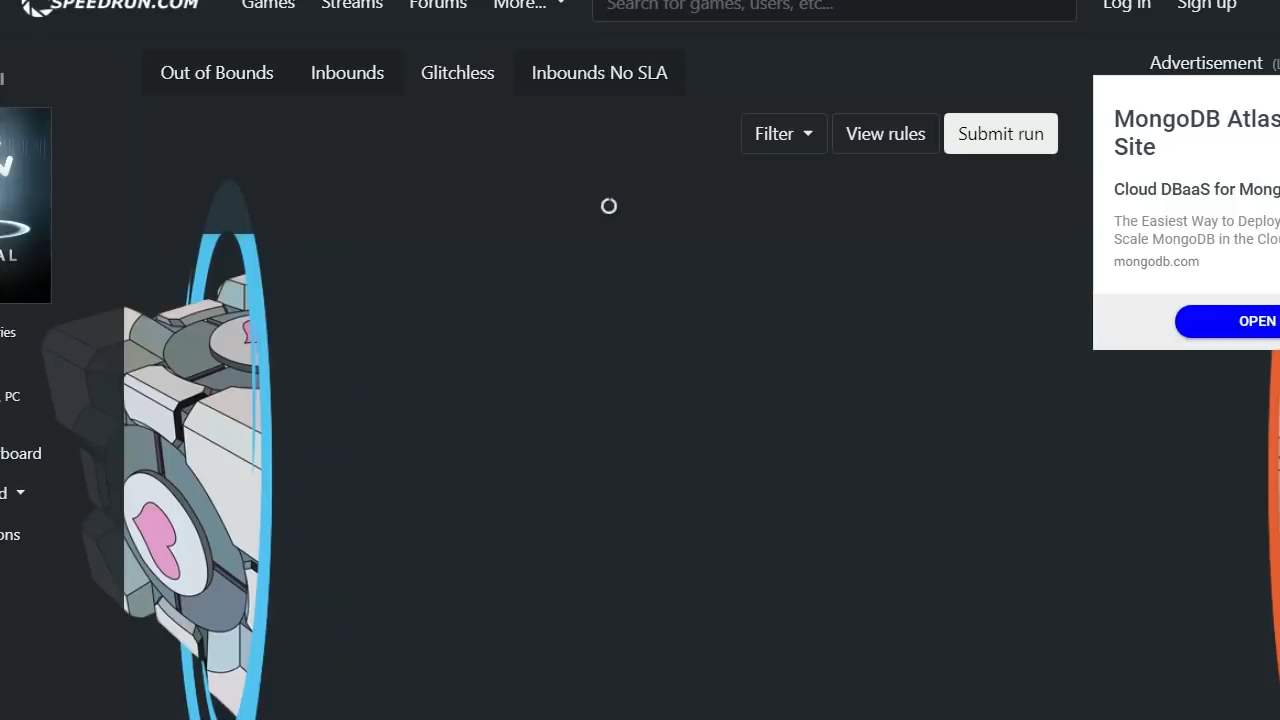 SPEEDRUN.COM Games Streams Forums More... Search for games, users, etc... Log in Sign up
Out of Bounds Inbounds Glitchless Inbounds No SLA
Advertisement
Filter View rules Submit run
MongoDB Atlas
Site
Cloud DBaaS for Mong
The Easiest Way to Deploy,
Scale MongoDB in the Clou
mongodb.com
OPEN
AL
ies
, PC
board
d
ons